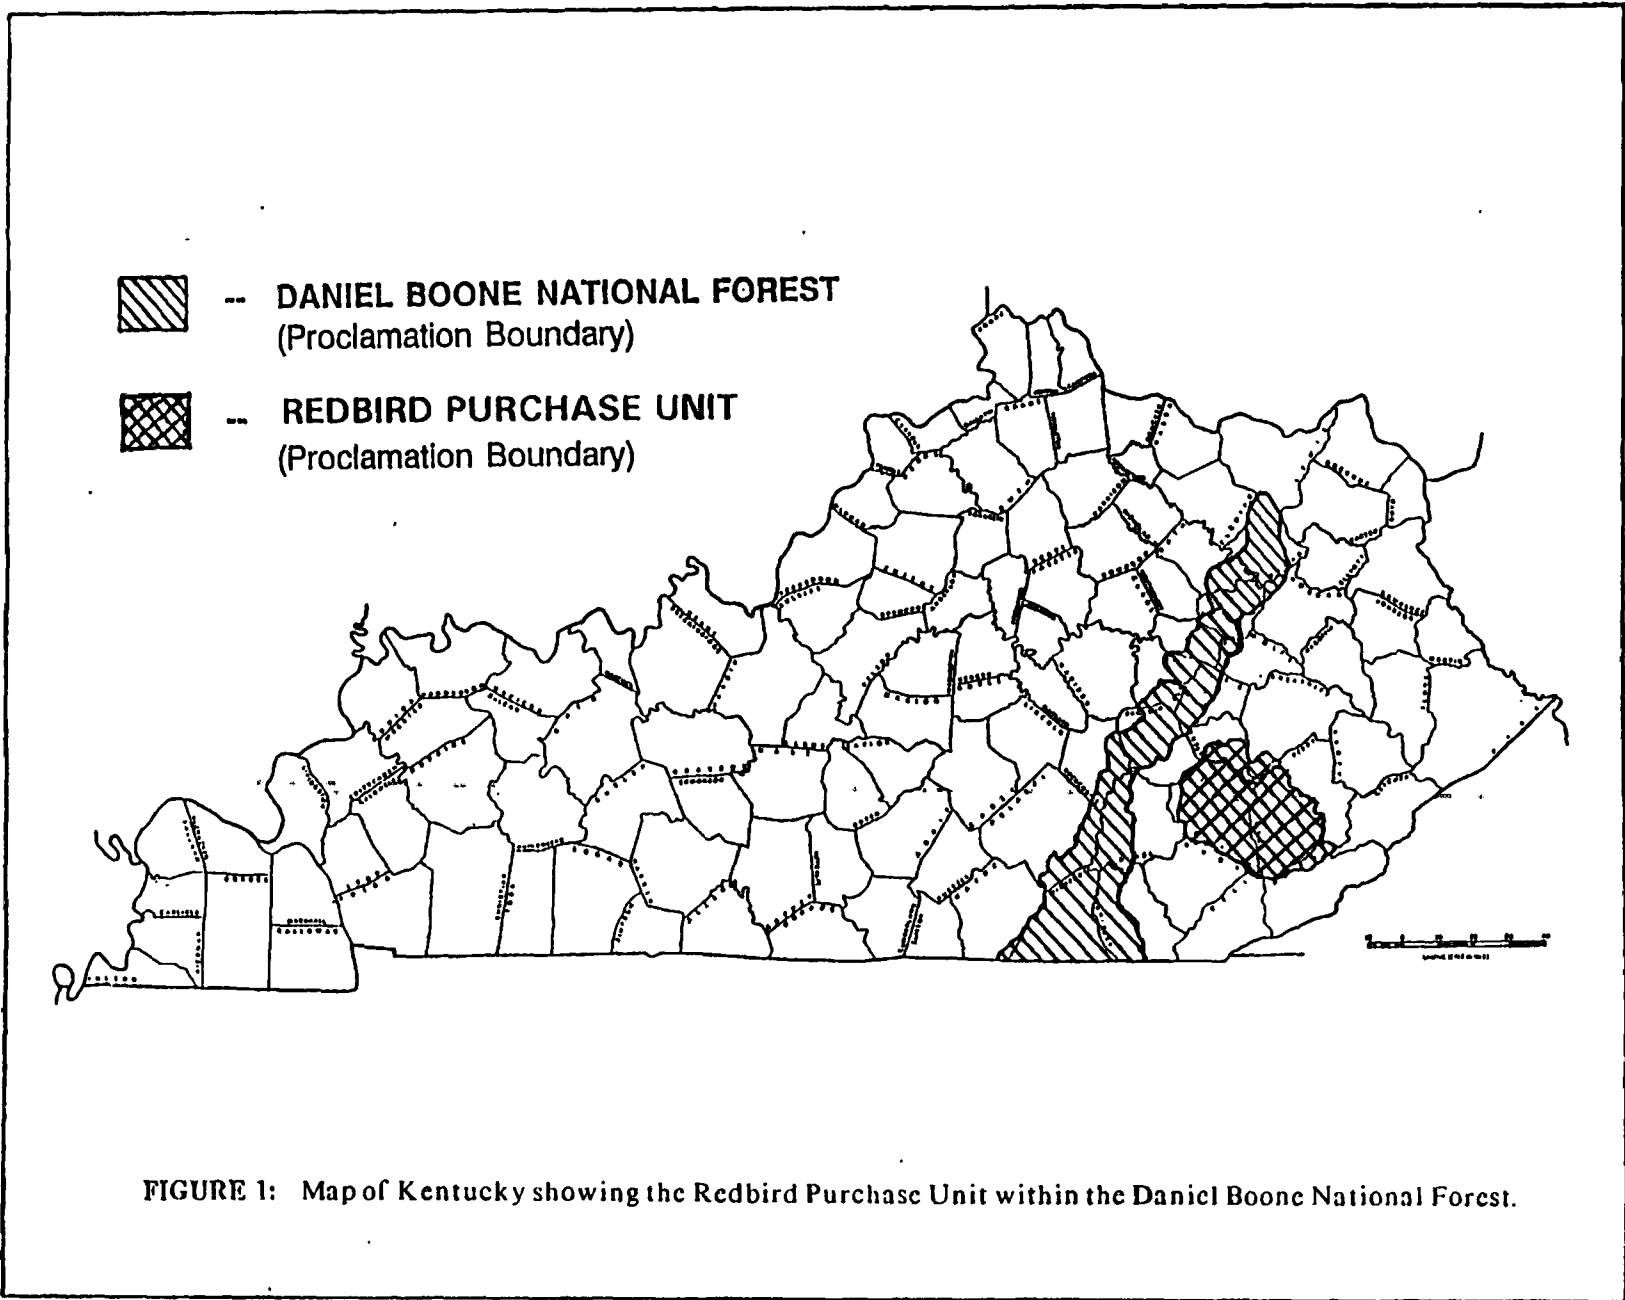 -- DANIEL BOONE NATIONAL FOREST
(Proclamation Boundary)
-- REDBIRD PURCHASE UNIT
(Proclamation Boundary)
FIGURE 1: Map of Kentucky showing the Redbird Purchase Unit within the Daniel Boone National Forest.